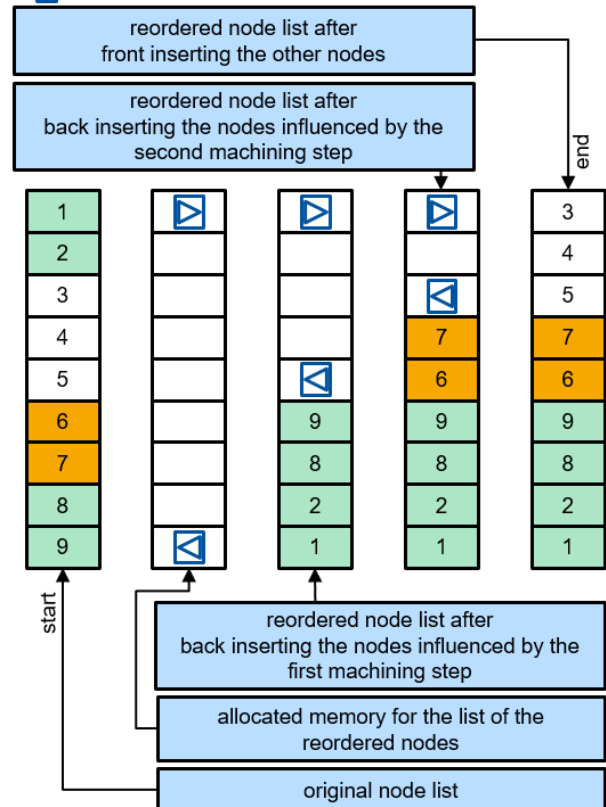 reordered node list after
front inserting the other nodes
reordered node list after
back inserting the nodes influenced by the
second machining step
end
1
2
3
4
5
6
7
8
9
9
8
2
1
7
6
9
8
2
1
3
4
5
7
6
9
8
2
1
start
reordered node list after
back inserting the nodes influenced by the
first machining step
allocated memory for the list of the
reordered nodes
original node list